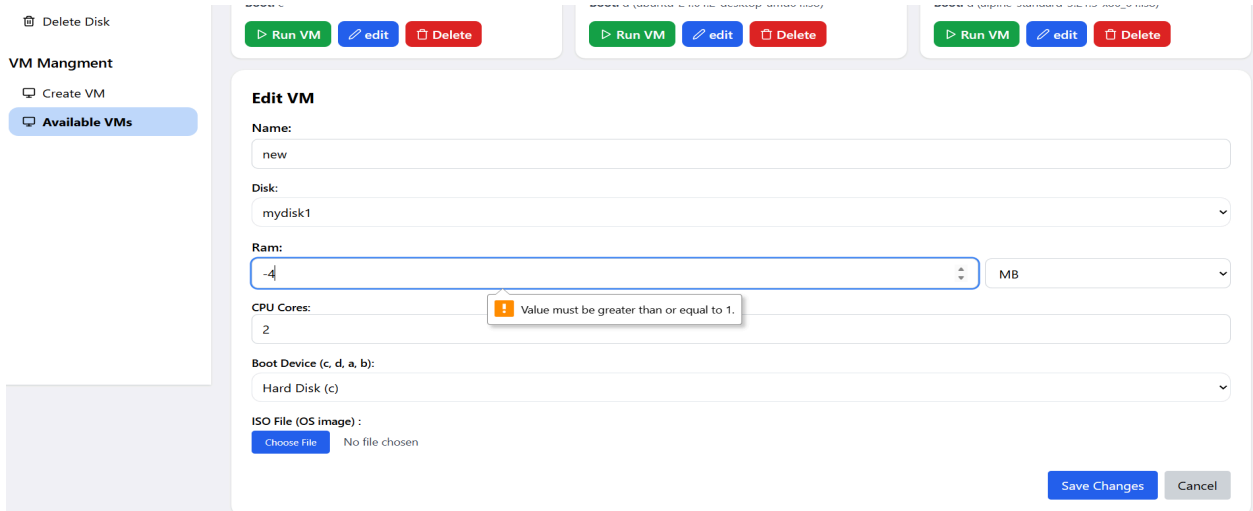 Delete Disk
Run VM edit Delete Run VM edit Delete Run VM edit Delete
VM Mangment
Create VM
Available VMs
Edit VM
Name:
new
Disk:
mydisk1
Ram:
-4 MB
Value must be greater than or equal to 1.
CPU Cores:
2
Boot Device (c, d, a, b):
Hard Disk (c)
ISO File (OS image) :
Choose File No file chosen
Save Changes Cancel